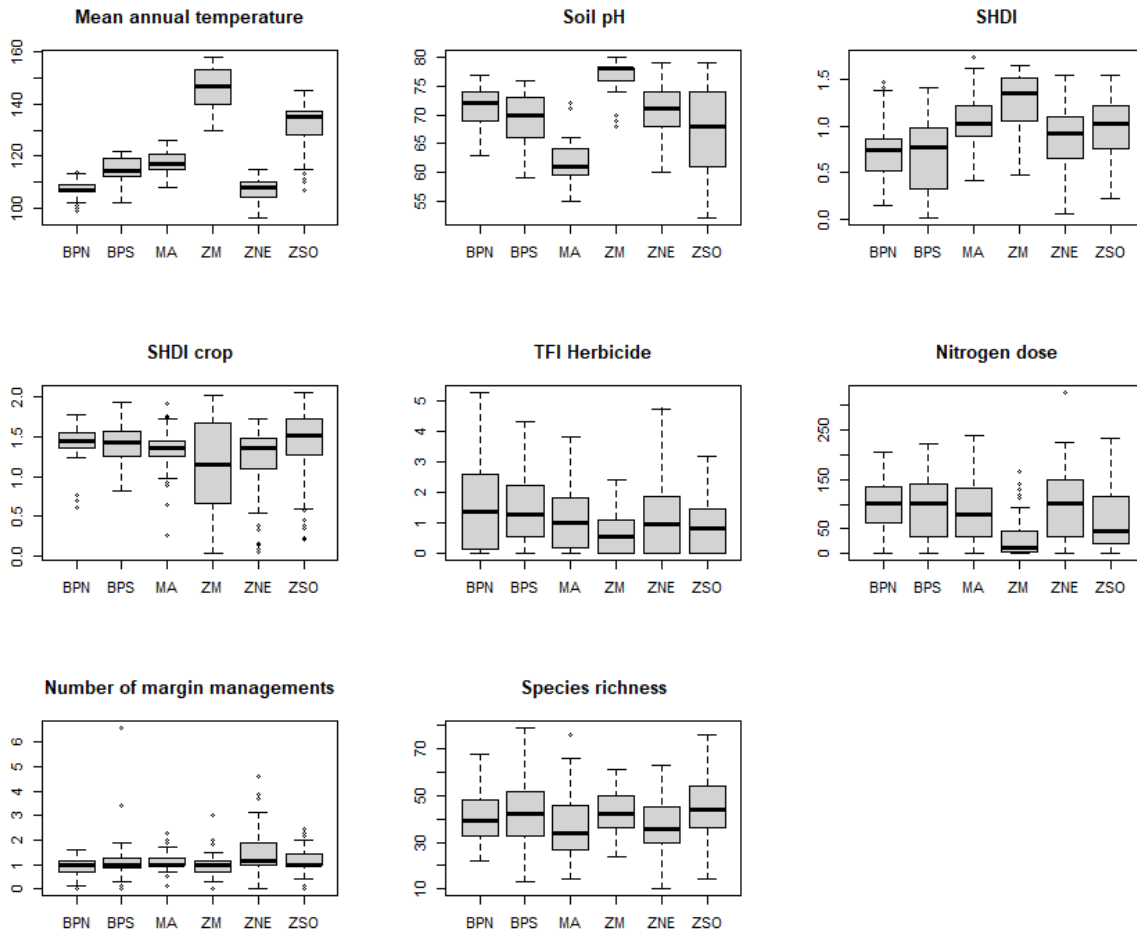 Mean annual temperature
160
140
120
100
BPN BPS MA ZM ZNE ZSO
Soil pH
80
75
70
65
60
55
BPN BPS MA ZM ZNE ZSO
SHDI
1.5
1.0
0.5
0.0
BPN BPS MA ZM ZNE ZSO
SHDI crop
2.0
1.5
1.0
0.5
0.0
BPN BPS MA ZM ZNE ZSO
TFI Herbicide
5
4
3
2
1
0
BPN BPS MA ZM ZNE ZSO
Nitrogen dose
250
150
50
0
BPN BPS MA ZM ZNE ZSO
Number of margin managements
6
5
4
3
2
1
0
BPN BPS MA ZM ZNE ZSO
Species richness
70
50
30
10
BPN BPS MA ZM ZNE ZSO